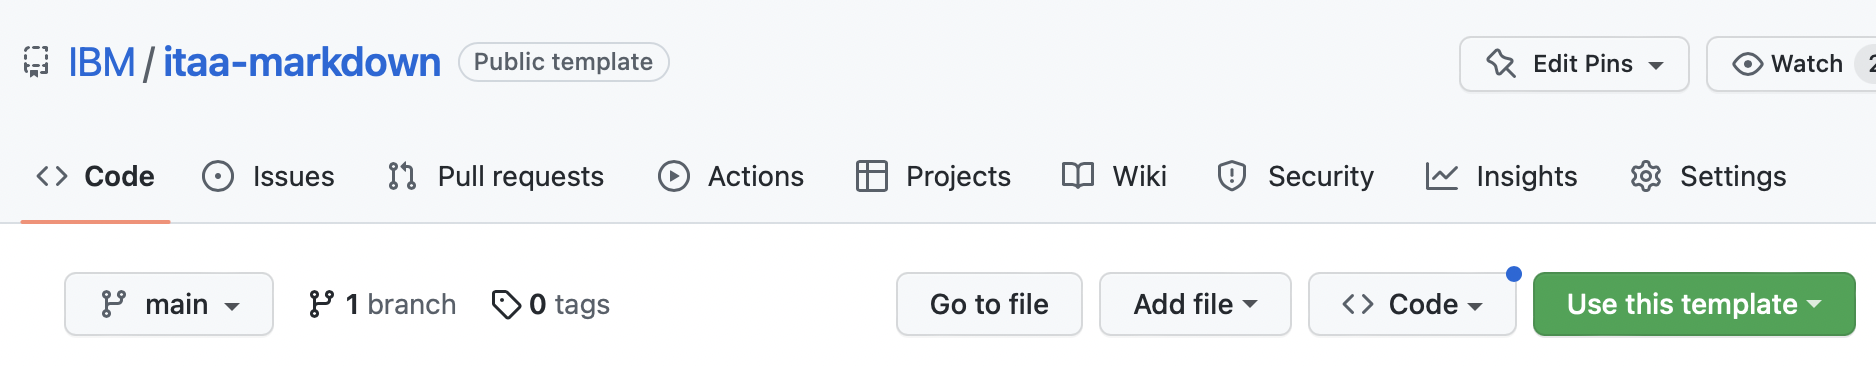 IBM / itaa-markdown Public template Edit Pins Watch 2
Code Issues Pull requests Actions Projects Wiki Security Insights Settings
main 1 branch 0 tags Go to file Add file Code Use this template